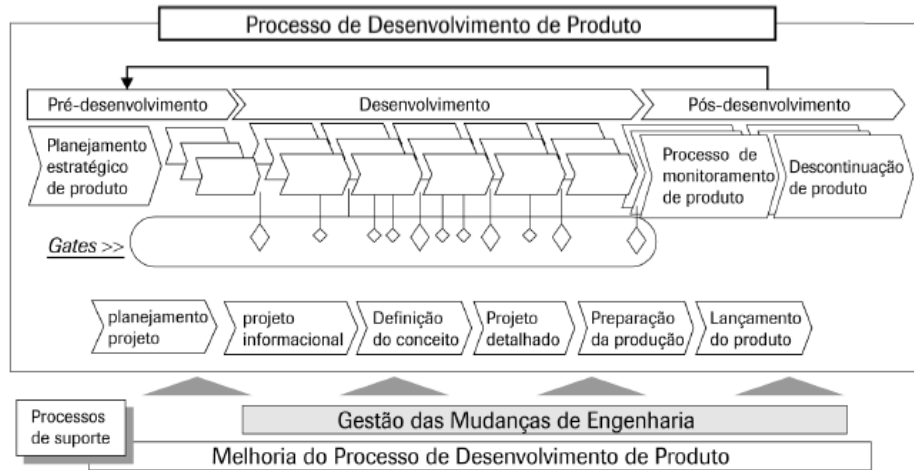 Processo de Desenvolvimento de Produto
Pré-desenvolvimento
Desenvolvimento
Pós-desenvolvimento
Planejamento
estratégico
de produto
Processo de
monitoramento
de produto
Descontinuação
de produto
Gates >>
planejamento
projeto
projeto
informacional
Definição
do conceito
Projeto
detalhado
Preparação
da produção
Lançamento
do produto
Processos
de suporte
Gestão das Mudanças de Engenharia
Melhoria do Processo de Desenvolvimento de Produto